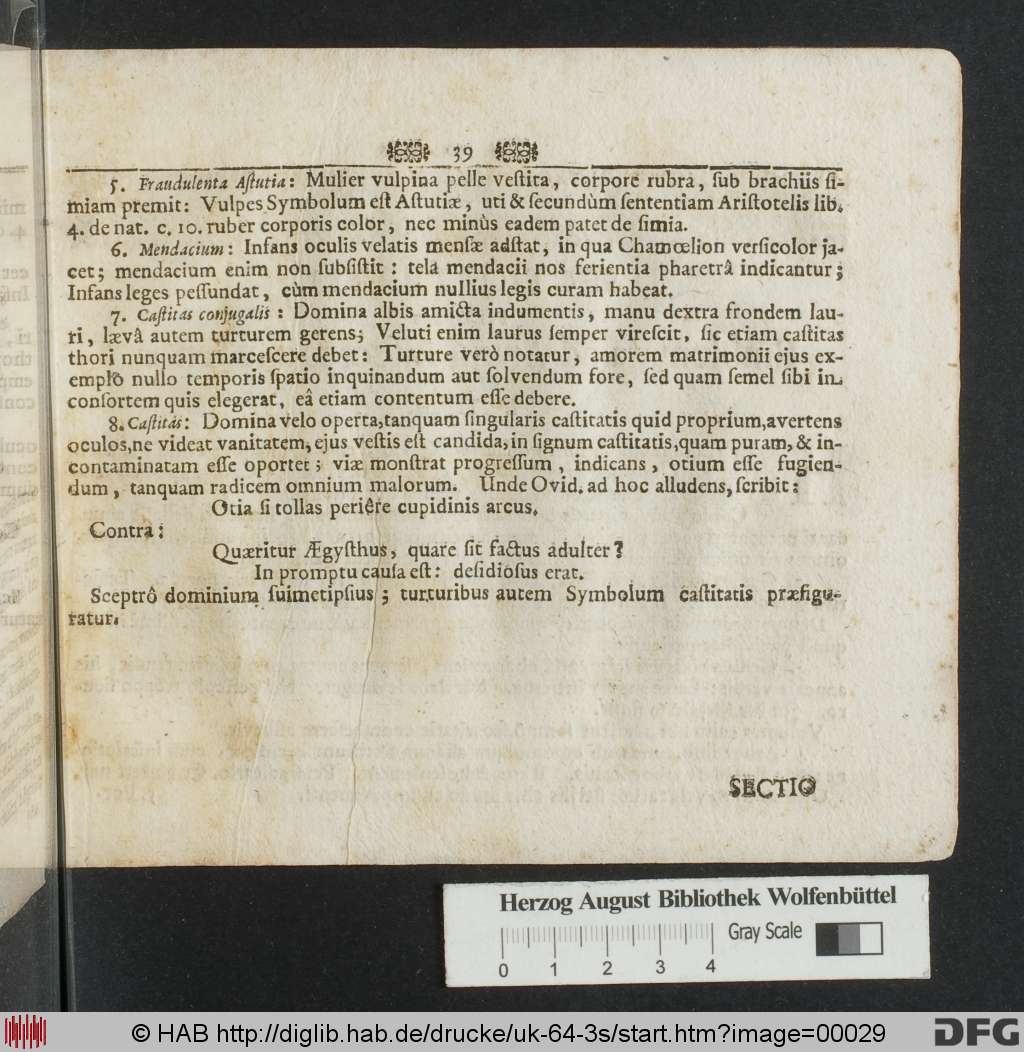 39
5. Fraudulenta Aſtutia: Mulier vulpina pelle veſtita, corpore rubra, ſub brachiis ſi-
miam premit: Vulpes Symbolum eſt Aſtutiæ, uti & ſecundùm ſententiam Ariſtotelis lib.
4. de nat. c. 10. ruber corporis color, nec minùs eadem patet de ſimia.
6. Mendacium: Infans oculis velatis menſæ adſtat, in qua Chamœlion verſicolor ja-
cet; mendacium enim non ſubſiſtit: tela mendacii nos ferientia pharetrâ indicantur;
Infans leges peſſundat, cùm mendacium nullius legis curam habeat.
7. Caſtitas conjugalis: Domina albis amicta indumentis, manu dextra frondem lau-
ri, lævâ autem turturem gerens; Veluti enim laurus ſemper vireſcit, ſic etiam caſtitas
thori nunquam marceſcere debet: Turture verò notatur, amorem matrimonii ejus ex-
emplô nullo temporis ſpatio inquinandum aut ſolvendum fore, ſed quam ſemel ſibi in
conſortem quis elegerat, eâ etiam contentum eſſe debere.
8. Caſtitas: Domina velo operta, tanquam ſingularis caſtitatis quid proprium, avertens
oculos, ne videat vanitatem, ejus veſtis eſt candida, in ſignum caſtitatis, quam puram, & in-
contaminatam eſſe oportet; viæ monſtrat progreſſum, indicans, otium eſſe fugien-
dum, tanquam radicem omnium malorum. Unde Ovid. ad hoc alludens, ſcribit:
Otia ſi tollas periêre cupidinis arcus.
Contra:
Quæritur Ægyſthus, quare ſit factus adulter?
In promptu cauſa eſt: deſidioſus erat.
Sceptrô dominium ſuimetipſius; turturibus autem Symbolum caſtitatis præfigu-
ratur.
SECTIO
Herzog August Bibliothek Wolfenbüttel
Gray Scale
0 1 2 3 4
© HAB http://diglib.hab.de/drucke/uk-64-3s/start.htm?image=00029
DFG